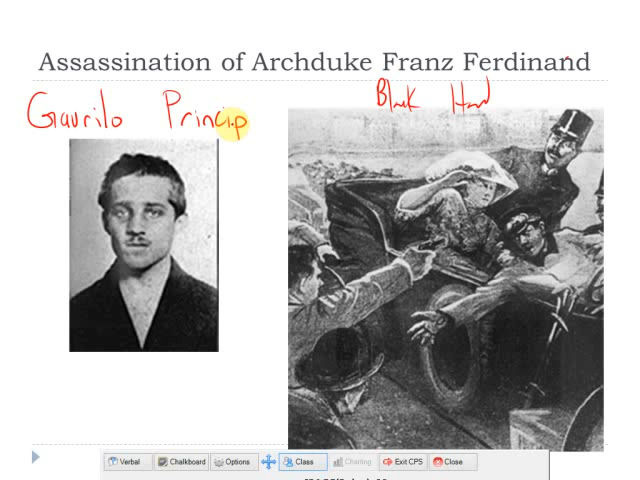 Assassination of Archduke Franz Ferdinand
Black Hand
Gavrilo Princip
Verbal Chalkboard Options Class Charting Exit CPS Close